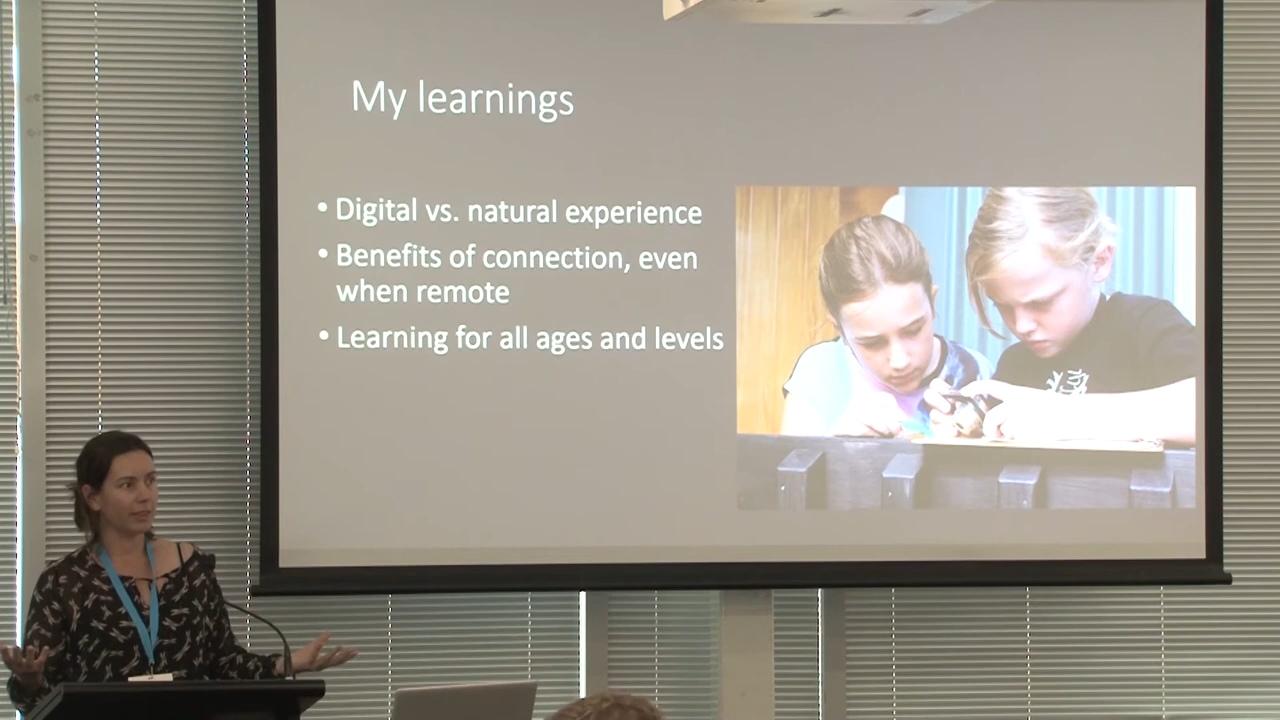 My learnings
• Digital vs. natural experience
• Benefits of connection, even
when remote
• Learning for all ages and levels